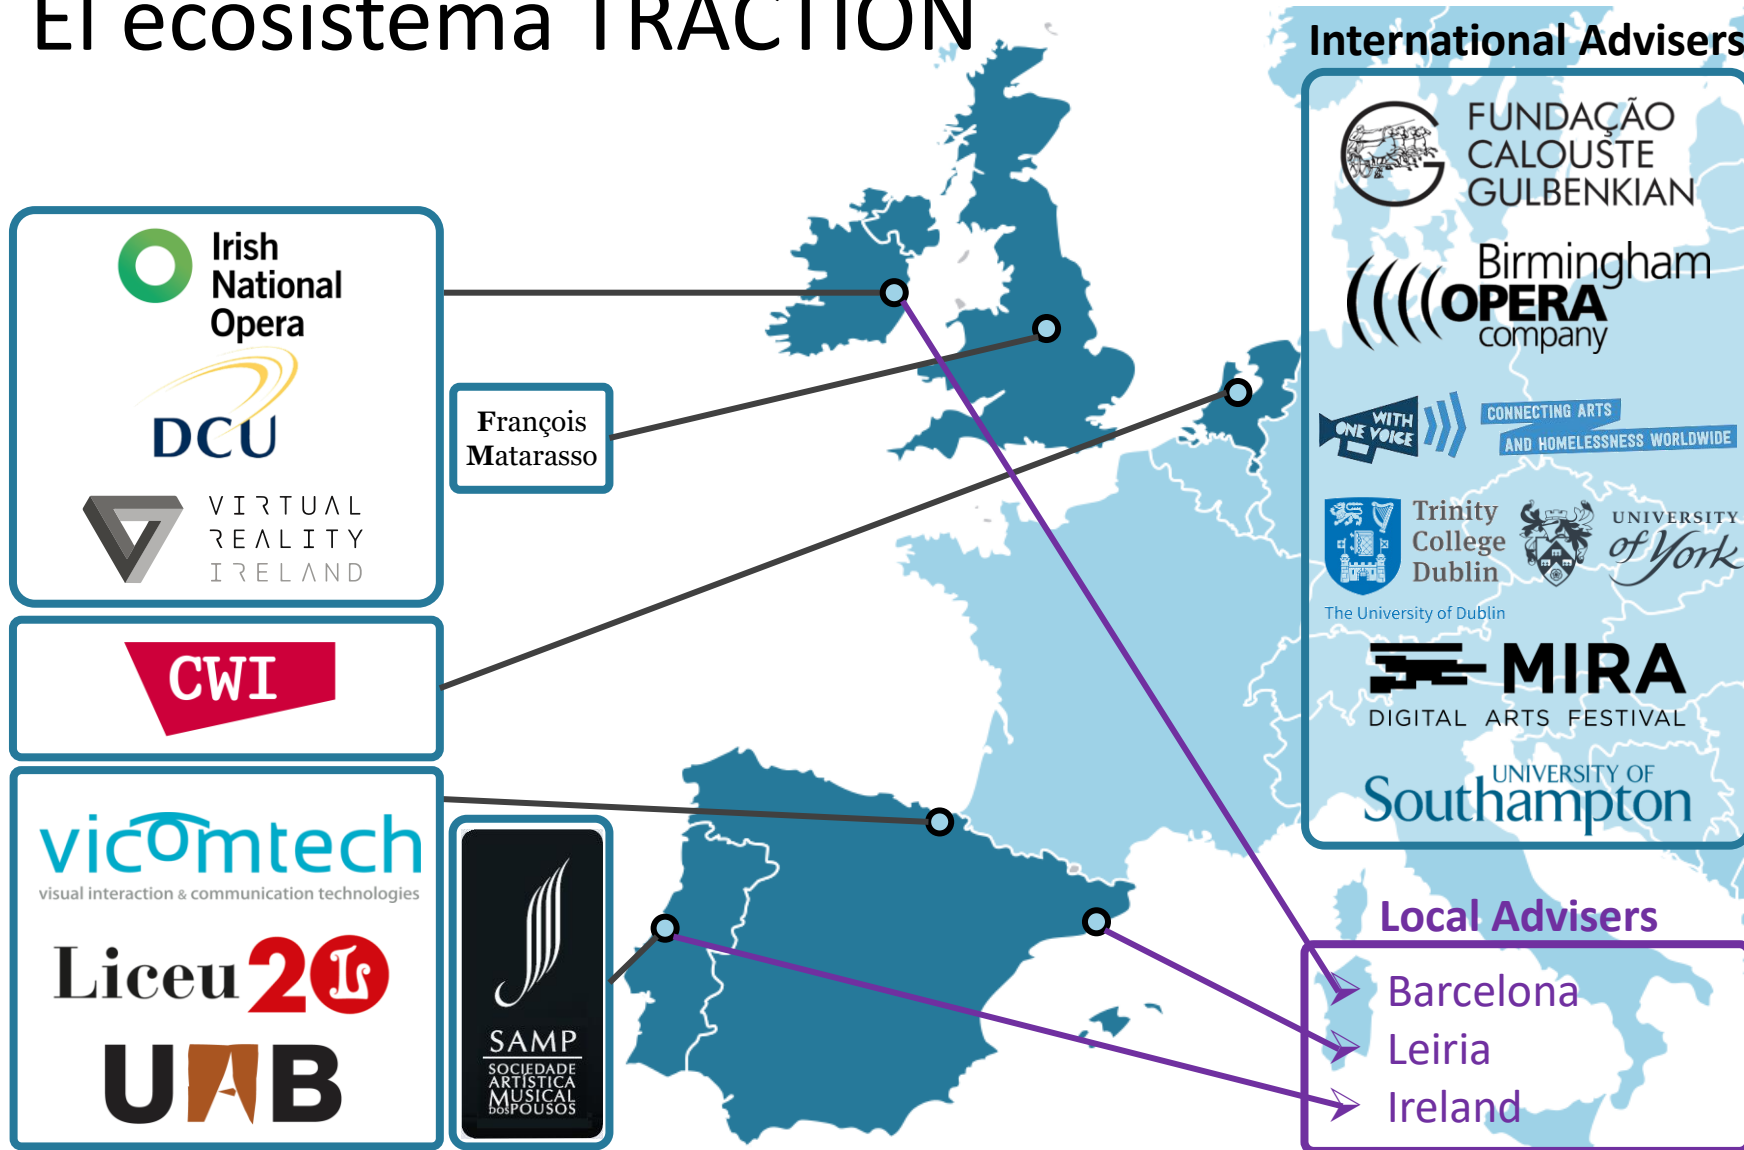 El ecosistema TRACTION
International Advisers
Irish
National
Opera
DCU
VIRTUAL
REALITY
IRELAND
François
Matarasso
CWI
vicomtech
visual interaction & communication technologies
Liceu 20
UAB
SAMP
SOCIEDADE
ARTÍSTICA
MUSICAL
DOS POUSOS
FUNDAÇÃO
CALOUSTE
GULBENKIAN
Birmingham
OPERA
company
WITH
ONE VOICE
CONNECTING ARTS
AND HOMELESSNESS WORLDWIDE
Trinity
College
Dublin
The University of Dublin
UNIVERSITY
of York
MIRA
DIGITAL ARTS FESTIVAL
UNIVERSITY OF
Southampton
Local Advisers
Barcelona
Leiria
Ireland